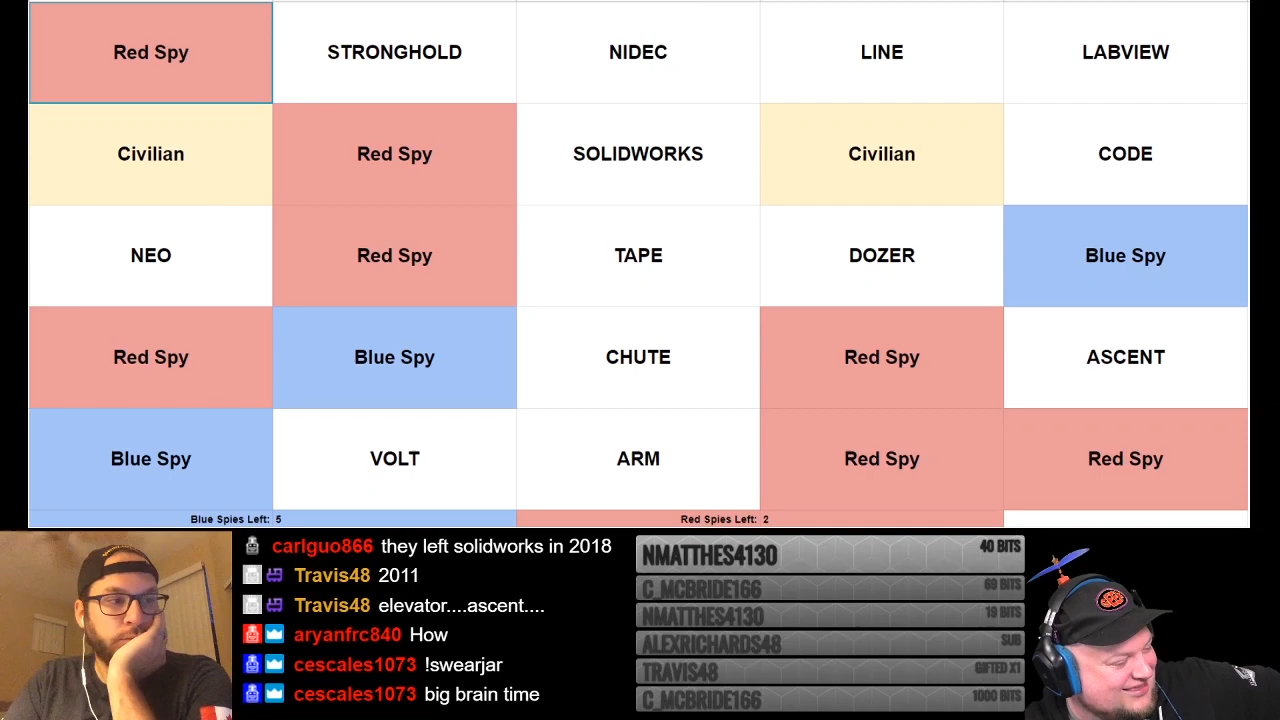 Red Spy STRONGHOLD NIDEC LINE LABVIEW
Civilian Red Spy SOLIDWORKS Civilian CODE
NEO Red Spy TAPE DOZER Blue Spy
Red Spy Blue Spy CHUTE Red Spy ASCENT
Blue Spy VOLT ARM Red Spy Red Spy
Blue Spies Left: 5 Red Spies Left: 2
carlguo866 they left solidworks in 2018
Travis48 2011
Travis48 elevator....ascent....
aryanfrc840 How
cescales1073 !swearjar
cescales1073 big brain time
NMATTHES4130 40 BITS
C_MCBRIDE166 69 BITS
NMATTHES4130 19 BITS
ALEXRICHARDS48 SUB
TRAVIS48 GIFTED X1
C_MCBRIDE166 1000 BITS